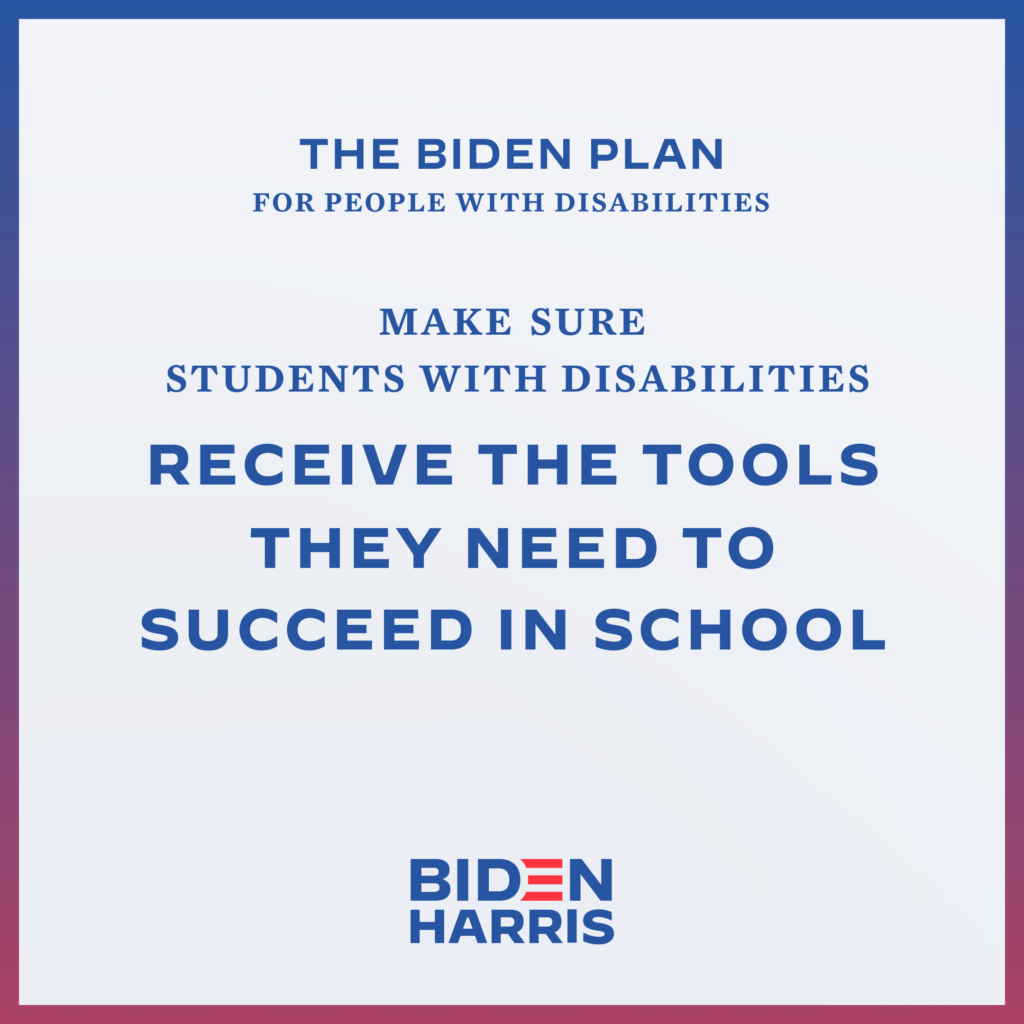 THE BIDEN PLAN
FOR PEOPLE WITH DISABILITIES
MAKE SURE
STUDENTS WITH DISABILITIES
RECEIVE THE TOOLS
THEY NEED TO
SUCCEED IN SCHOOL
BIDEN
HARRIS